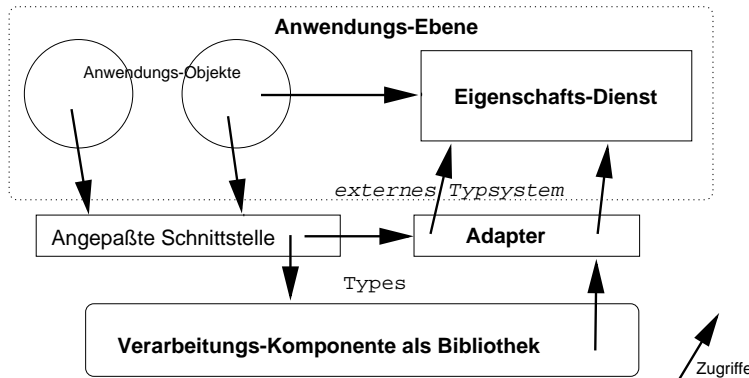 Anwendungs-Ebene
Anwendungs-Objekte
Eigenschafts-Dienst
externes Typsystem
Angepaßte Schnittstelle
Adapter
Types
Verarbeitungs-Komponente als Bibliothek
Zugriffe